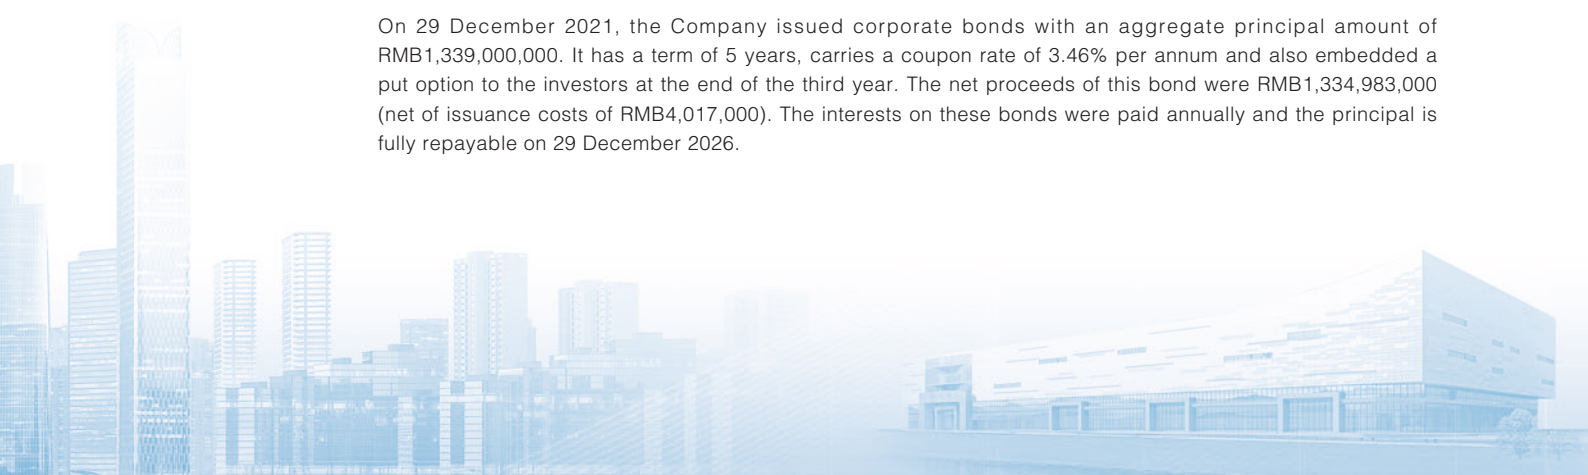 On 29 December 2021, the Company issued corporate bonds with an aggregate principal amount of
RMB1,339,000,000. It has a term of 5 years, carries a coupon rate of 3.46% per annum and also embedded a
put option to the investors at the end of the third year. The net proceeds of this bond were RMB1,334,983,000
(net of issuance costs of RMB4,017,000). The interests on these bonds were paid annually and the principal is
fully repayable on 29 December 2026.